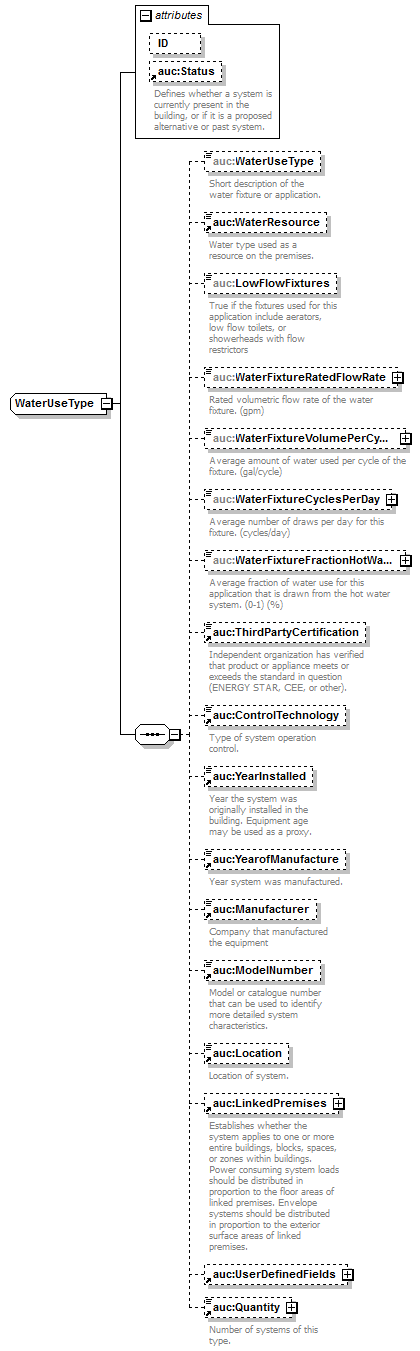 attributes
ID
auc:Status
Defines whether a system is
currently present in the
building, or if it is a proposed
alternative or past system.
auc:WaterUseType
Short description of the
water fixture or application.
auc:WaterResource
Water type used as a
resource on the premises.
auc:LowFlowFixtures
True if the fixtures used for this
application include aerators,
low flow toilets, or
showerheads with flow
restrictors
WaterUseType
auc:WaterFixtureRatedFlowRate
Rated volumetric flow rate of the water
fixture. (gpm)
auc:WaterFixtureVolumePerCy...
Average amount of water used per cycle of the
fixture. (gal/cycle)
auc:WaterFixtureCyclesPerDay
Average number of draws per day for this
fixture. (cycles/day)
auc:WaterFixtureFractionHotWa...
Average fraction of water use for this
application that is drawn from the hot water
system. (0-1) (%)
auc:ThirdPartyCertification
Independent organization has verified
that product or appliance meets or
exceeds the standard in question
(ENERGY STAR, CEE, or other).
auc:ControlTechnology
Type of system operation
control.
auc:YearInstalled
Year the system was
originally installed in the
building. Equipment age
may be used as a proxy.
auc:YearofManufacture
Year system was manufactured.
auc:Manufacturer
Company that manufactured
the equipment
auc:ModelNumber
Model or catalogue number
that can be used to identify
more detailed system
characteristics.
auc:Location
Location of system.
auc:LinkedPremises
Establishes whether the
system applies to one or more
entire buildings, blocks, spaces,
or zones within buildings.
Power consuming system loads
should be distributed in
proportion to the floor areas of
linked premises. Envelope
systems should be distributed
in proportion to the exterior
surface areas of linked
premises.
auc:UserDefinedFields
auc:Quantity
Number of systems of this
type.